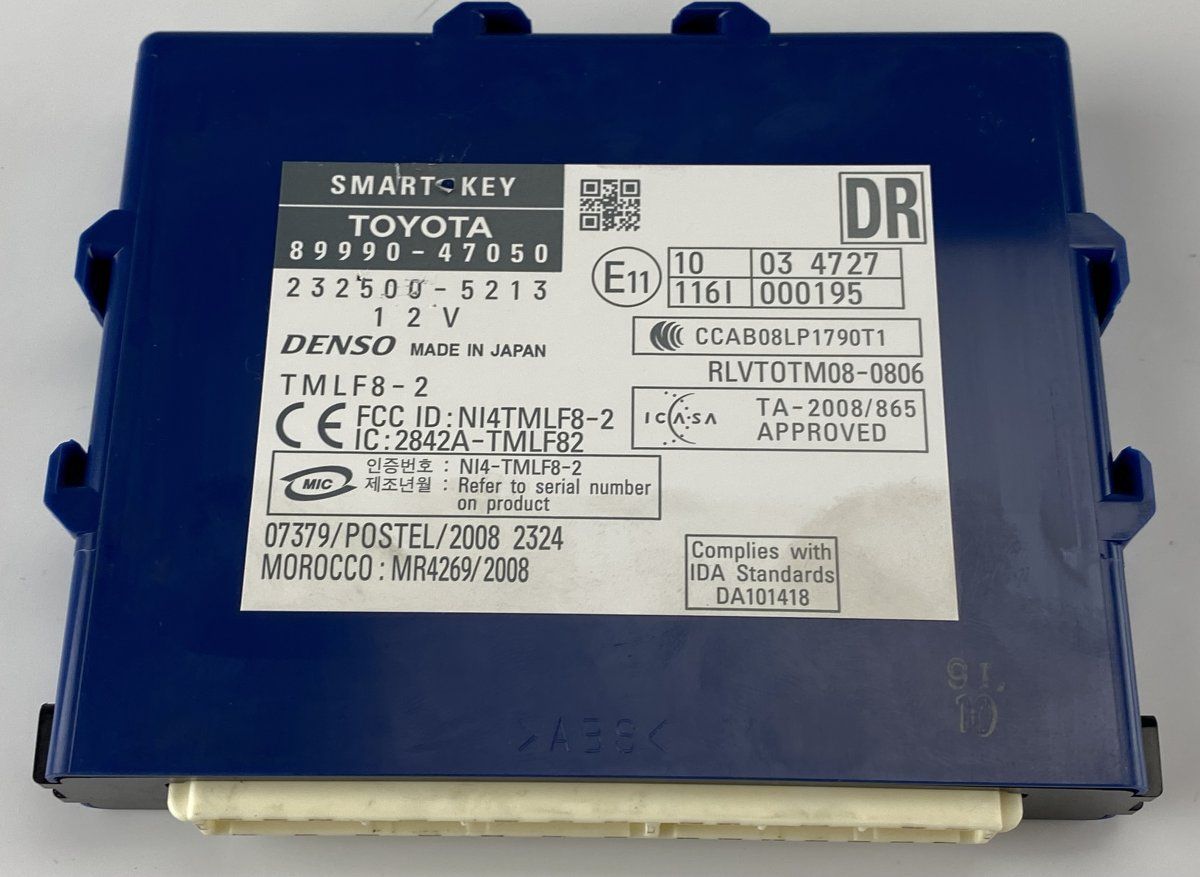 SMART KEY
TOYOTA
89990-47050
232500-5213
12V
DENSO MADE IN JAPAN
TMLF8-2
CE FCC ID : NI4TMLF8-2
IC : 2842A-TMLF82
MIC 인증번호 : NI4-TMLF8-2
제조년월 : Refer to serial number
on product
07379/POSTEL/2008 2324
MOROCCO : MR4269/2008
DR
E11
10 03 4727
116I 000195
CCAB08LP1790T1
RLVTOTM08-0806
ICASA TA-2008/865
APPROVED
Complies with
IDA Standards
DA101418